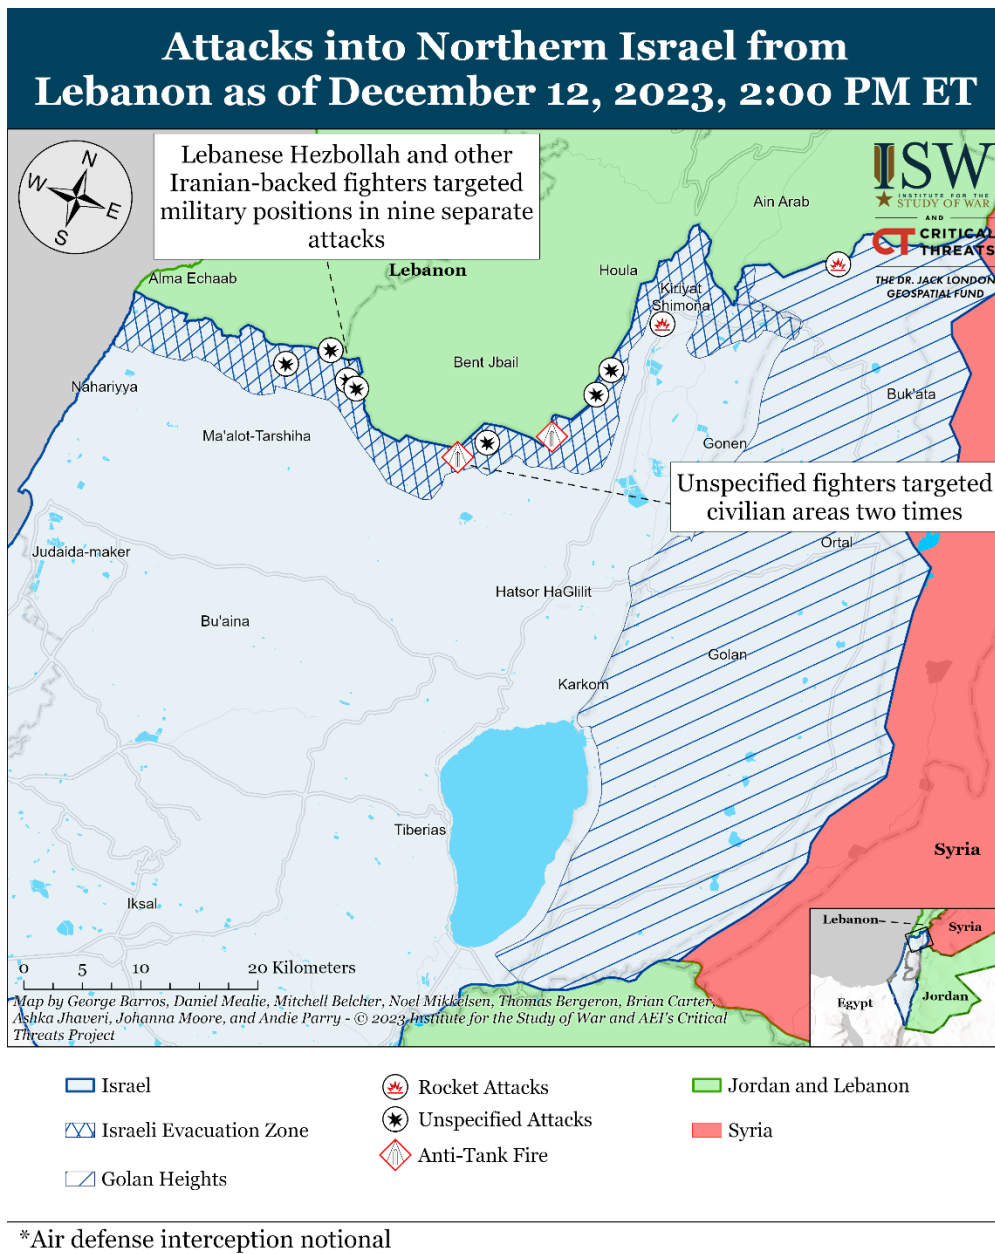 Attacks into Northern Israel from
Lebanon as of December 12, 2023, 2:00 PM ET
N
W
E
S
Lebanese Hezbollah and other
Iranian-backed fighters targeted
military positions in nine separate
attacks
ISW
INSTITUTE FOR THE
STUDY OF WAR
AND
CT CRITICAL
THREATS
THE DR. JACK LONDON
GEOSPATIAL FUND
Ain Arab
Lebanon
Houla
Alma Echaab
Kiriyat
Shimona
Bent Jbail
Nahariyya
Buk'ata
Ma'alot-Tarshiha
Gonen
Unspecified fighters targeted
civilian areas two times
Judaida-maker
Ortal
Hatsor HaGlilit
Bu'aina
Golan
Karkom
Tiberias
Syria
Iksal
Lebanon
Syria
Egypt
Jordan
0 5 10 20 Kilometers
Map by George Barros, Daniel Mealie, Mitchell Belcher, Noel Mikkelsen, Thomas Bergeron, Brian Carter,
Ashka Jhaveri, Johanna Moore, and Andie Parry - © 2023 Institute for the Study of War and AEI's Critical
Threats Project
Israel
Rocket Attacks
Jordan and Lebanon
Unspecified Attacks
Israeli Evacuation Zone
Syria
Anti-Tank Fire
Golan Heights
*Air defense interception notional